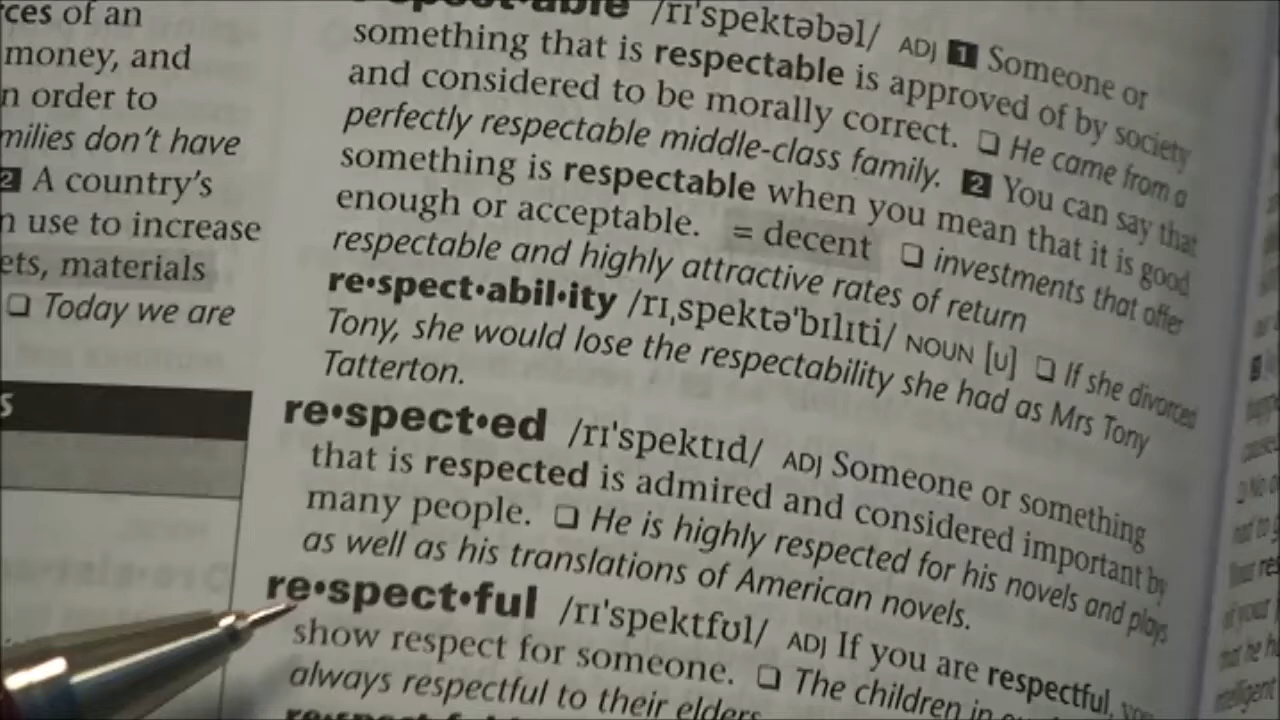 ces of an
money, and
n order to
milies don't have
2 A country's
n use to increase
ets, materials
❏ Today we are
S
re•spect•able /rɪˈspektəbəl/ ADJ 1 Someone or
something that is respectable is approved of by society
and considered to be morally correct. ❏ He came from a
perfectly respectable middle-class family. 2 You can say that
something is respectable when you mean that it is good
enough or acceptable. = decent ❏ investments that offer
respectable and highly attractive rates of return
re•spect•abil•ity /rɪˌspektəˈbɪlɪti/ NOUN [U] ❏ If she divorced
Tony, she would lose the respectability she had as Mrs Tony
Tatterton.
re•spect•ed /rɪˈspektɪd/ ADJ Someone or something
that is respected is admired and considered important by
many people. ❏ He is highly respected for his novels and plays
as well as his translations of American novels.
re•spect•ful /rɪˈspektfʊl/ ADJ If you are respectful,
show respect for someone. ❏ The children in
always respectful to their elders